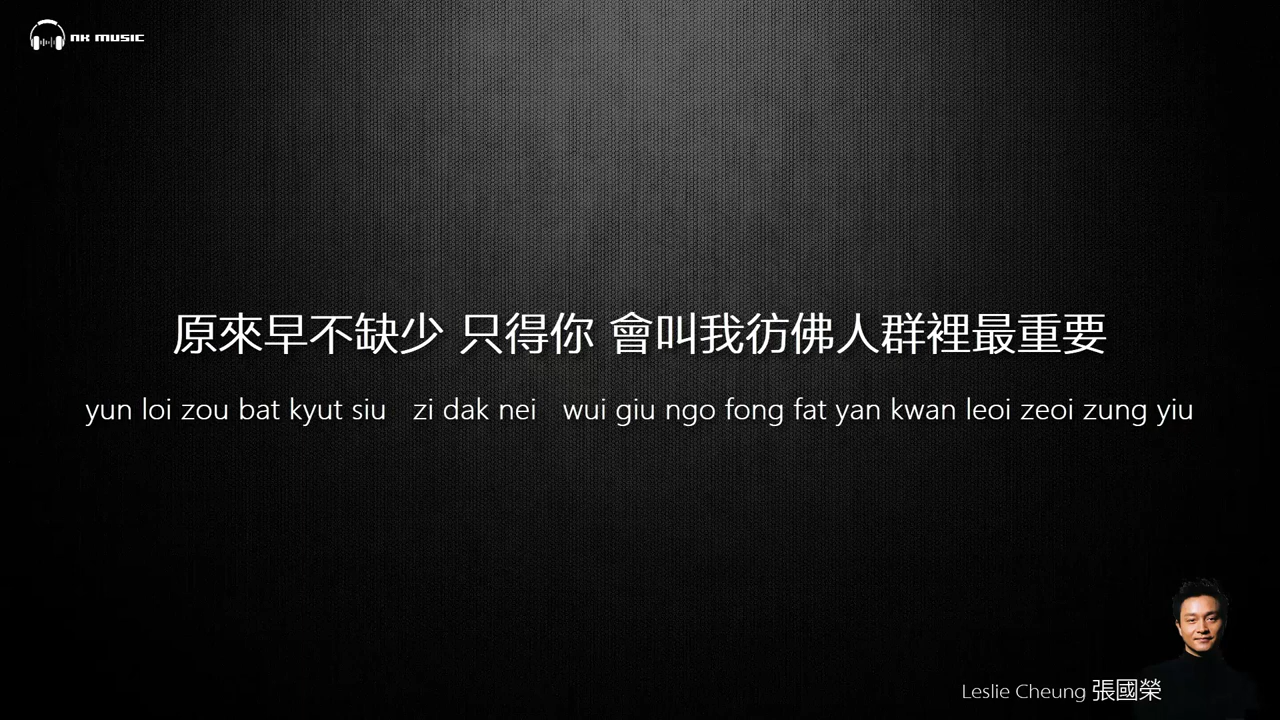 NK MUSIC
原來早不缺少 只得你 會叫我彷彿人群裡最重要
yun loi zou bat kyut siu zi dak nei wui giu ngo fong fat yan kwan leoi zeoi zung yiu
Leslie Cheung 張國榮